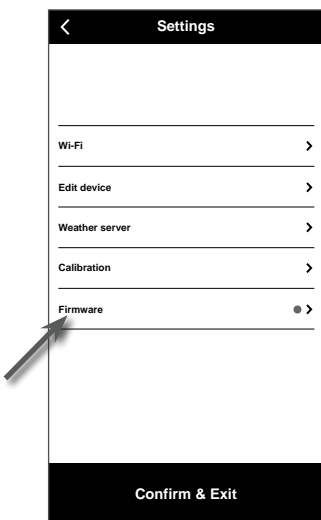 Settings
Wi-Fi
Edit device
Weather server
Calibration
Firmware
Confirm & Exit